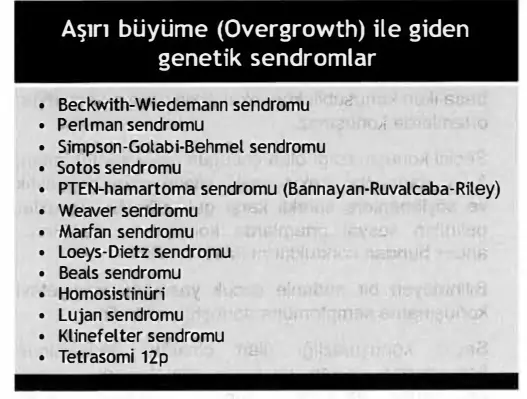 Aşırı büyüme (Overgrowth) ile giden
genetik sendromlar
• Beckwith-Wiedemann sendromu
• Perlman sendromu
• Simpson-Golabi-Behmel sendromu
• Sotos sendromu
• PTEN-hamartoma sendromu (Bannayan-Ruvalcaba-Riley)
• Weaver sendromu
• Marfan sendromu
• Loeys-Dietz sendromu
• Beals sendromu
• Homosistinüri
• Lujan sendromu
• Klinefelter sendromu
• Tetrasomi 12p